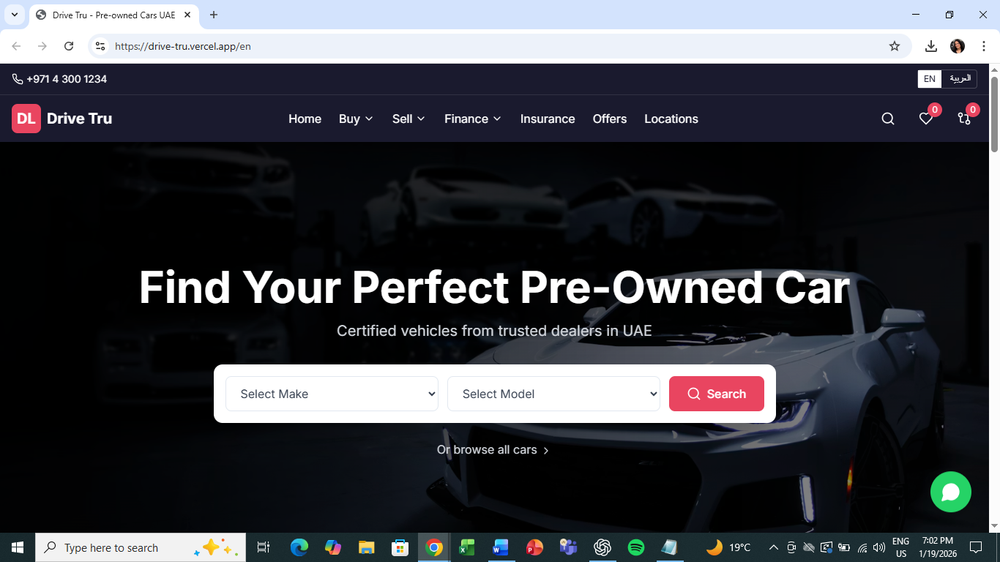 Drive Tru - Pre-owned Cars UAE
https://drive-tru.vercel.app/en
+971 4 300 1234
EN العربية
DL Drive Tru Home Buy Sell Finance Insurance Offers Locations 0 0
Find Your Perfect Pre-Owned Car
Certified vehicles from trusted dealers in UAE
Select Make Select Model Search
Or browse all cars
Type here to search
19°C
ENG
US
7:02 PM
1/19/2026